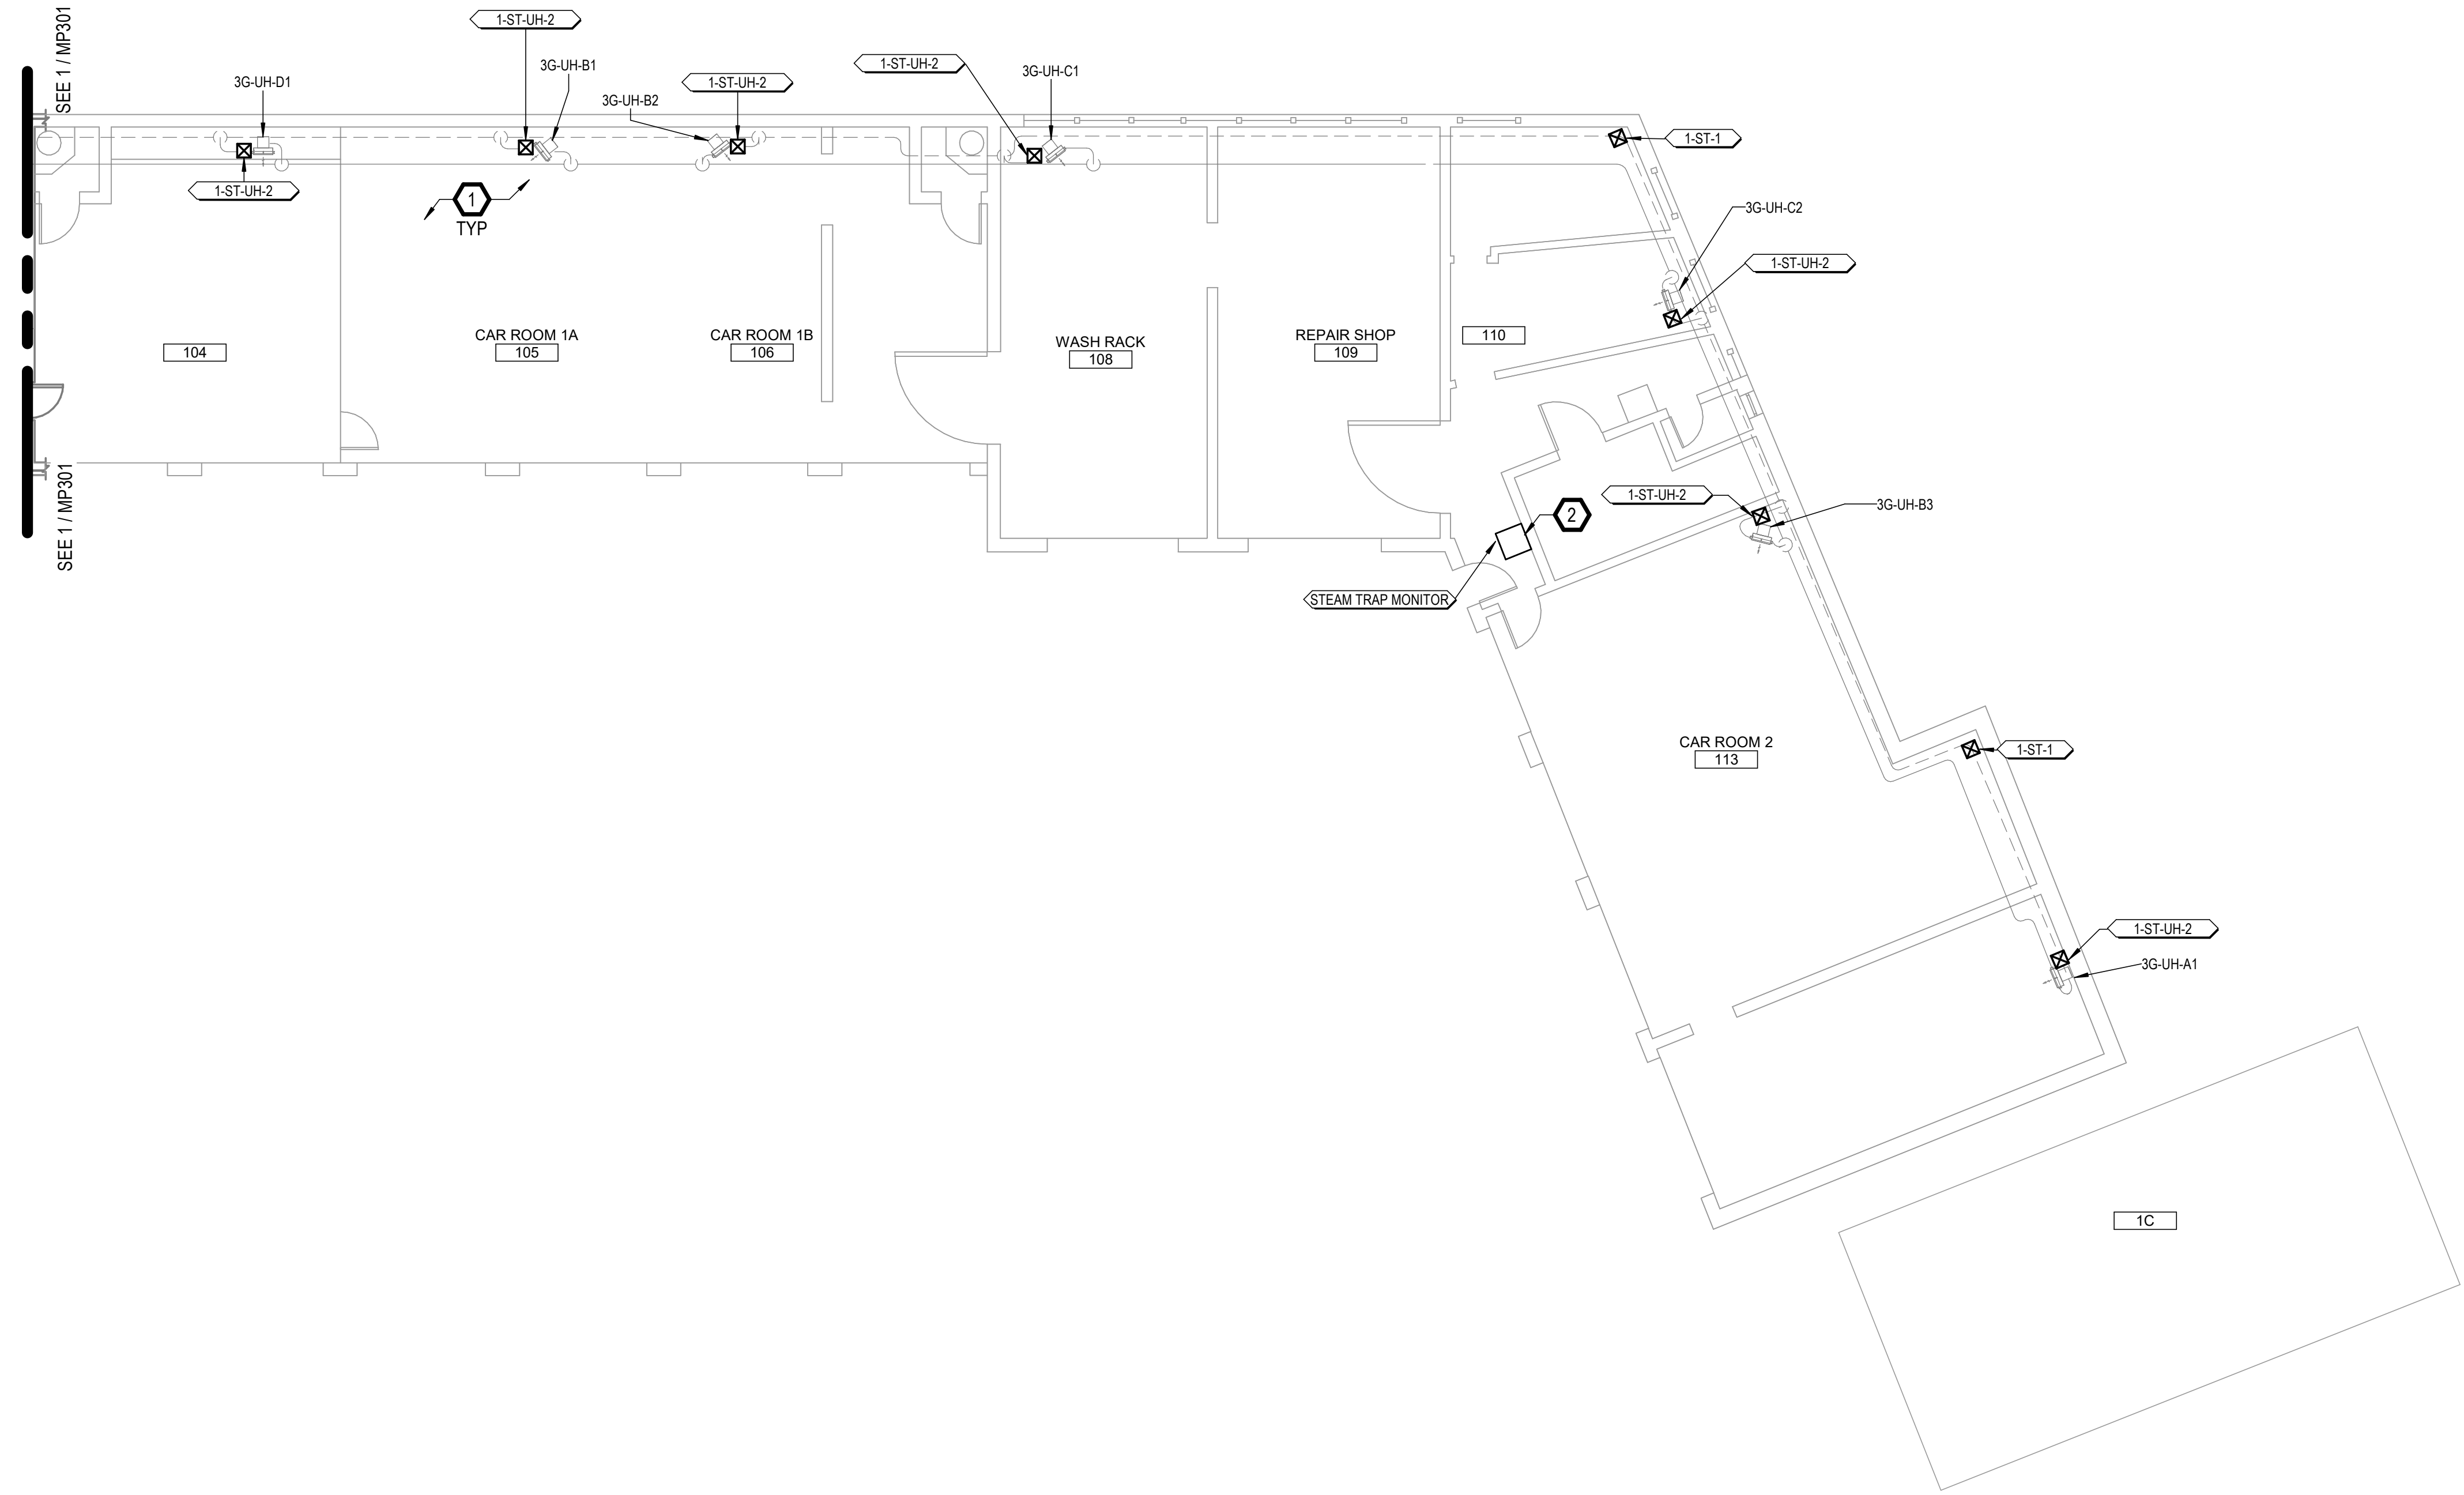 SEE 1 / MP301
1-ST-UH-2
3G-UH-D1
3G-UH-B1
3G-UH-B2
1-ST-UH-2
1-ST-UH-2
3G-UH-C1
1-ST-1
1-ST-UH-2
1
TYP
3G-UH-C2
1-ST-UH-2
104
CAR ROOM 1A
105
CAR ROOM 1B
106
WASH RACK
108
REPAIR SHOP
109
110
SEE 1 / MP301
1-ST-UH-2
2
3G-UH-B3
STEAM TRAP MONITOR
CAR ROOM 2
113
1-ST-1
1-ST-UH-2
3G-UH-A1
1C